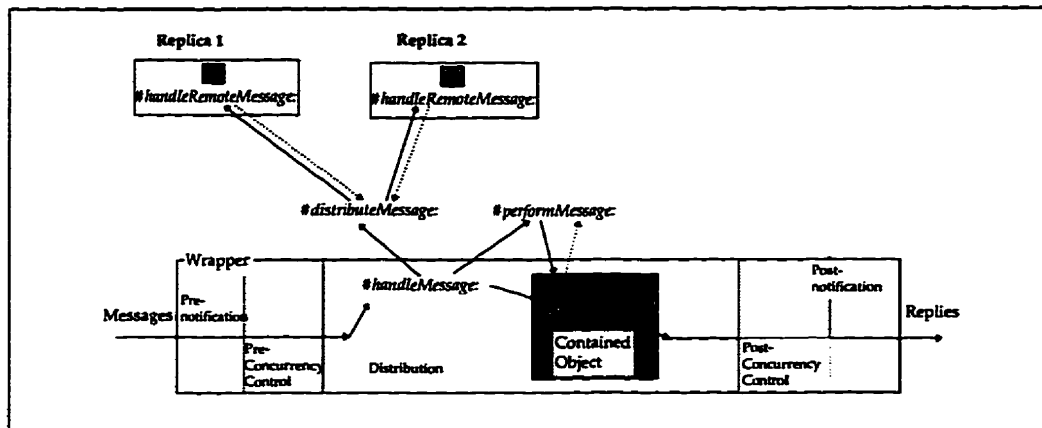 Replica 1
Replica 2
#handleRemoteMessage:
#handleRemoteMessage:
#distributeMessage:
#performMessage:
Wrapper
#handleMessage:
Post-
notification
Pre-
notification
Messages
Replies
Contained
Object
Pre-
Concurrency
Control
Distribution
Post-
Concurrency
Control